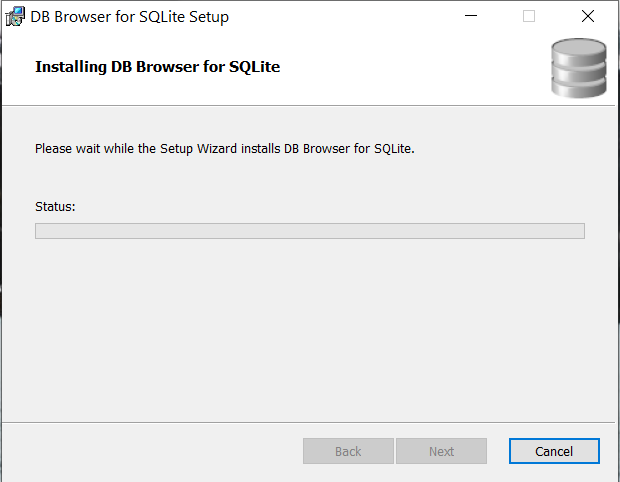 DB Browser for SQLite Setup
Installing DB Browser for SQLite
Please wait while the Setup Wizard installs DB Browser for SQLite.
Status:
Back
Next
Cancel